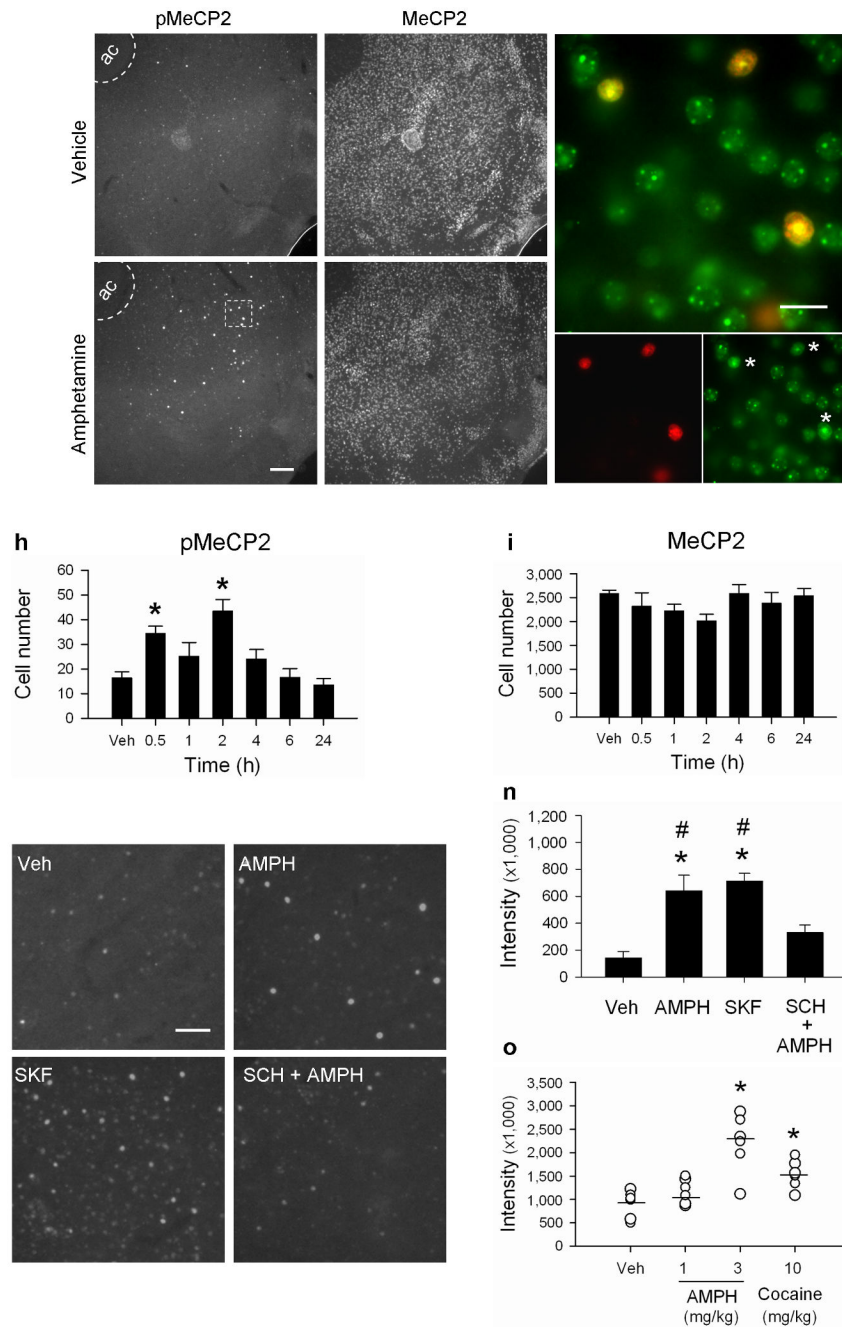 pMeCP2 MeCP2
ac
Vehicle
ac
Amphetamine
*
*
*
h pMeCP2
Cell number
60
50
40
30
20
10
0
* *
Veh 0.5 1 2 4 6 24
Time (h)
i MeCP2
Cell number
3,000
2,500
2,000
1,500
1,000
500
0
Veh 0.5 1 2 4 6 24
Time (h)
Veh
AMPH
SKF
SCH + AMPH
n
Intensity (x1,000)
1,200
1,000
800
600
400
200
0
# #
* *
Veh AMPH SKF SCH
+
AMPH
o
Intensity (x1,000)
3,500
3,000
2,500
2,000
1,500
1,000
500
0
*
*
Veh 1 3 10
AMPH Cocaine
(mg/kg) (mg/kg)